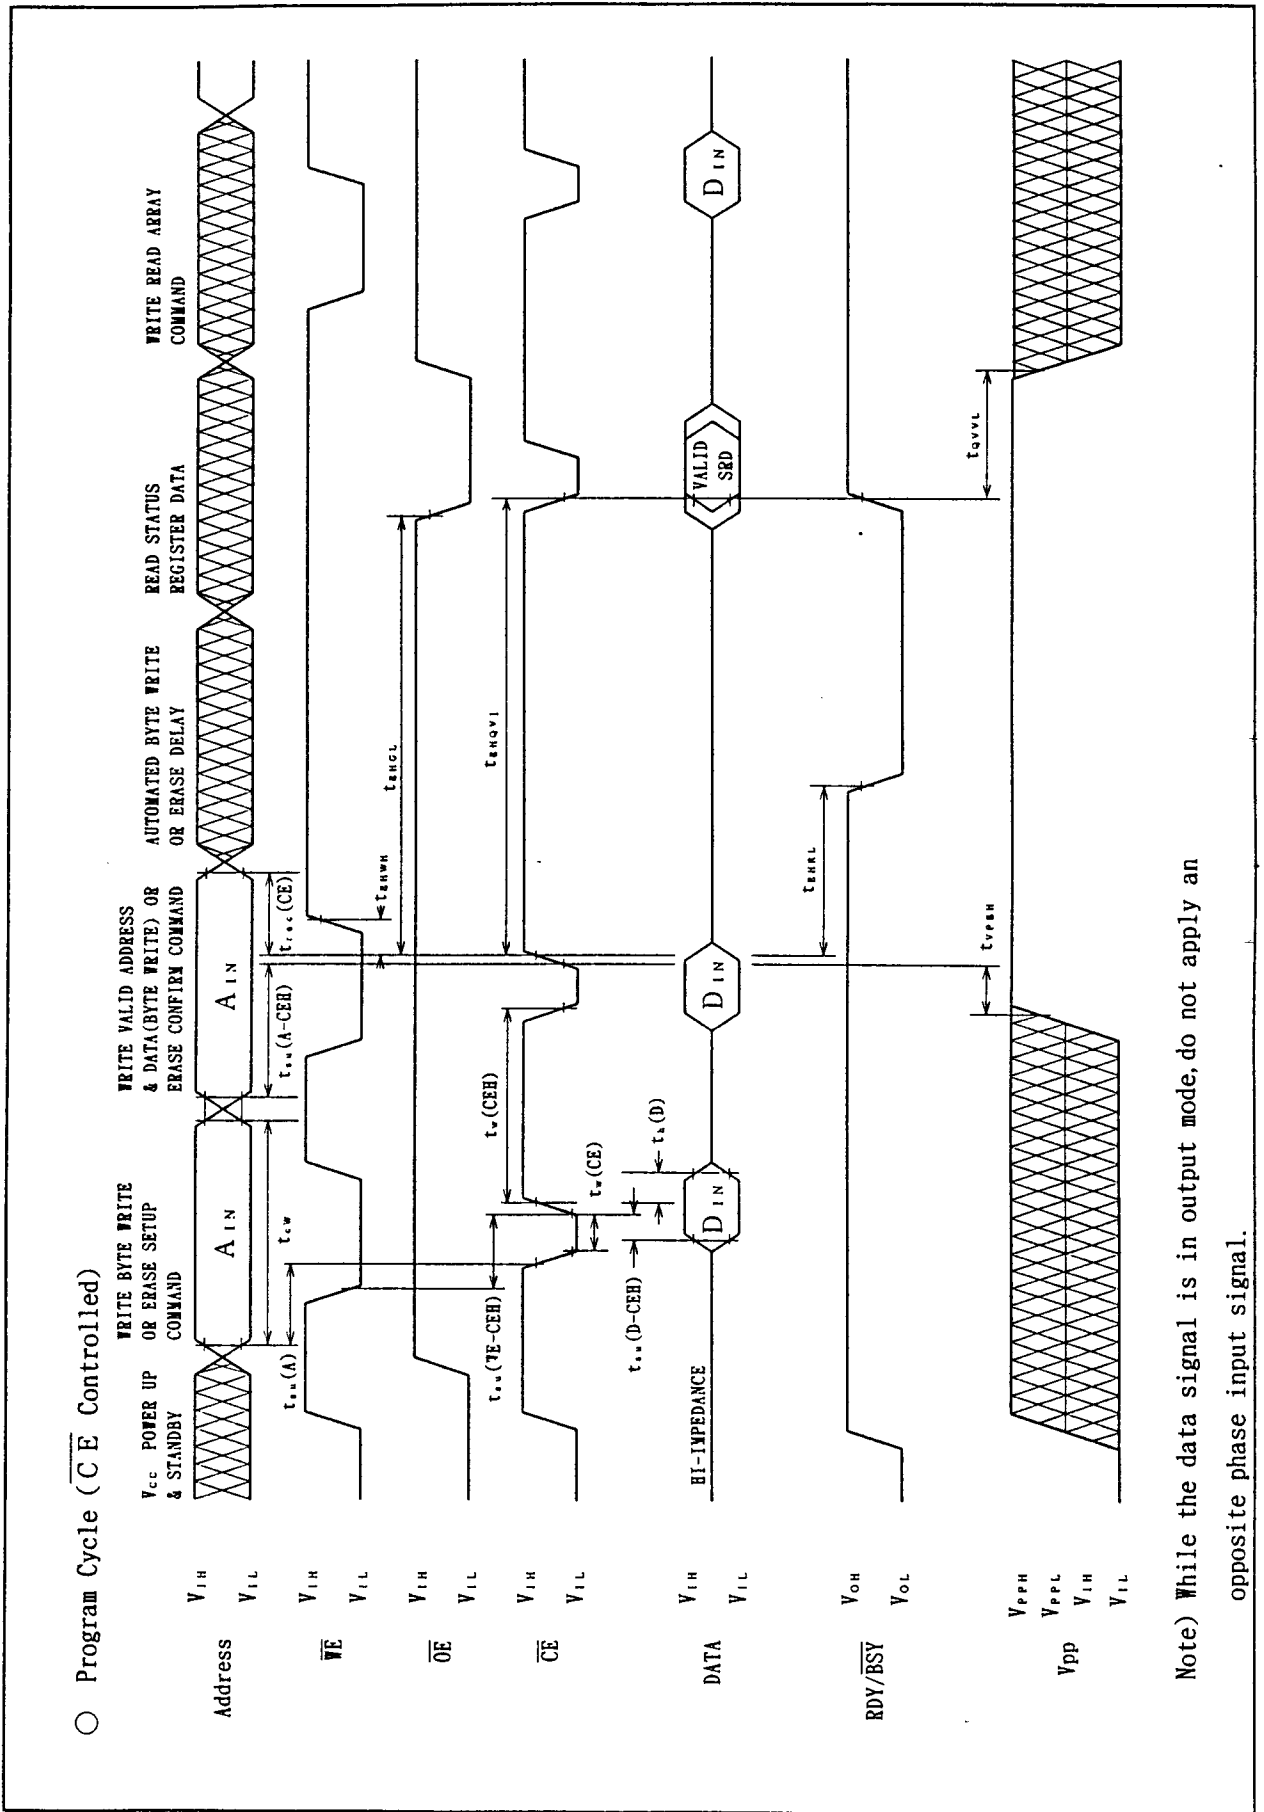 ○ Program Cycle (CE Controlled)
Vcc POWER UP
& STANDBY
WRITE BYTE WRITE
OR ERASE SETUP
COMMAND
WRITE VALID ADDRESS
& DATA(BYTE WRITE) OR
ERASE CONFIRM COMMAND
AUTOMATED BYTE WRITE
OR ERASE DELAY
READ STATUS
REGISTER DATA
WRITE READ ARRAY
COMMAND
Address
VIH
VIL
AIN
AIN
tcw
tsu(A)
tsu(A-CEH)
trec(CE)
WE
VIH
VIL
tEHWH
OE
VIH
VIL
tEHGL
tsu(WE-CEH)
CE
VIH
VIL
tw(CEH)
tEHQV1
tw(CE)
tsu(D-CEH)
th(D)
DATA
VIH
VIL
HI-IMPEDANCE
DIN
DIN
VALID
SRD
DIN
RDY/BSY
VOH
VOL
tEHRL
Vpp
VPPH
VPPL
VIH
VIL
tVPEH
tQVVL
Note) While the data signal is in output mode, do not apply an
opposite phase input signal.